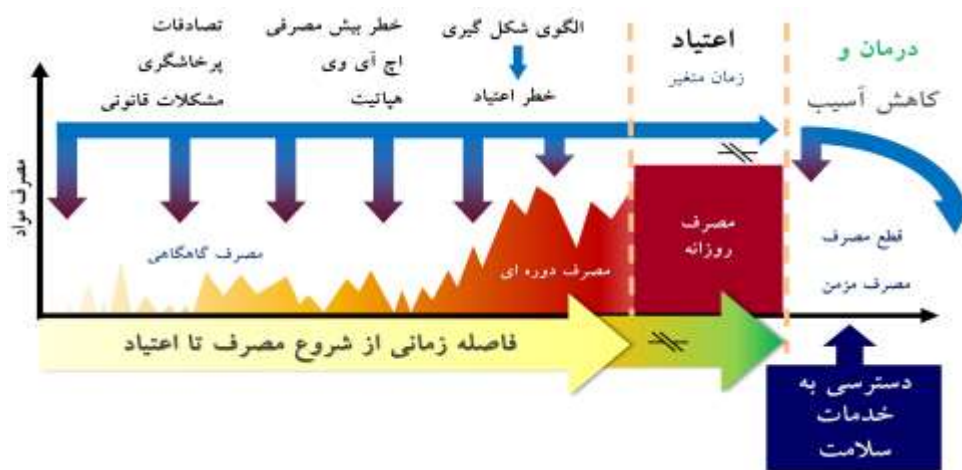 درمان و
کاهش آسیب
اعتیاد
زمان متغیر
الگوی شکل گیری
خطر اعتیاد
خطر بیش مصرفی
اچ آی وی
هپاتیت
تصادفات
پرخاشگری
مشکلات قانونی
مصرف مواد
مصرف گاهگاهی
مصرف دوره ای
مصرف
روزانه
قطع مصرف
مصرف مزمن
فاصله زمانی از شروع مصرف تا اعتیاد
دسترسی به
خدمات
سلامت